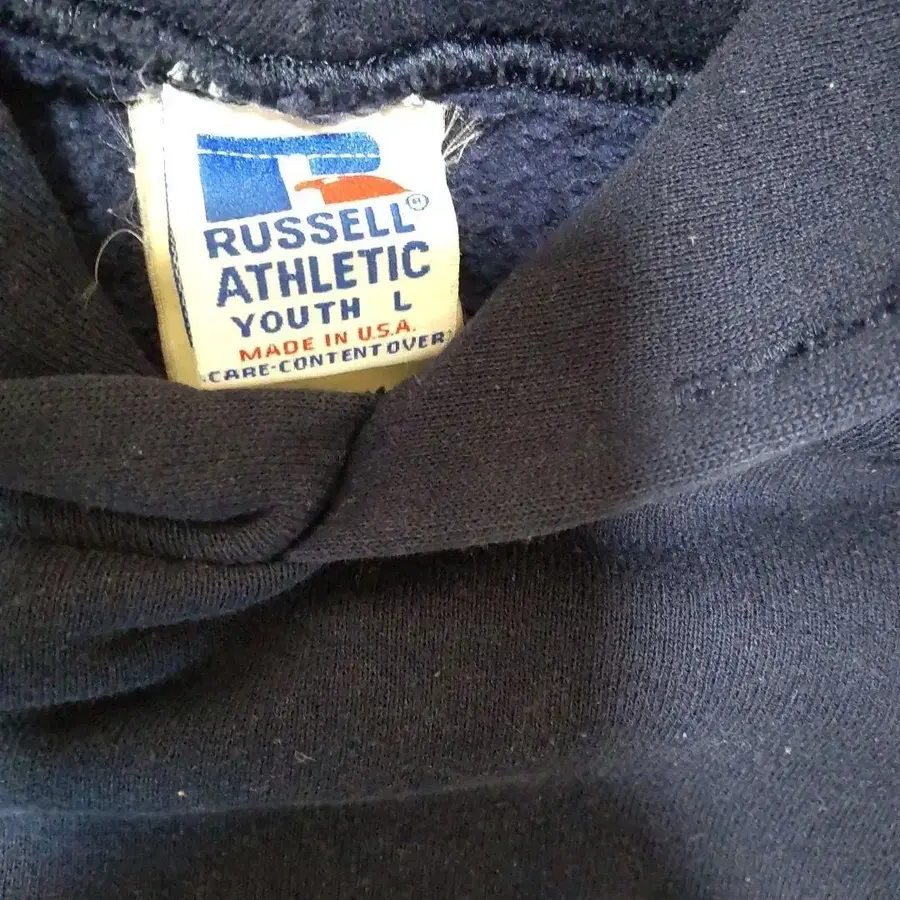 R
RUSSELL®
ATHLETIC
YOUTH L
MADE IN U.S.A.
CARE-CONTENT OVER